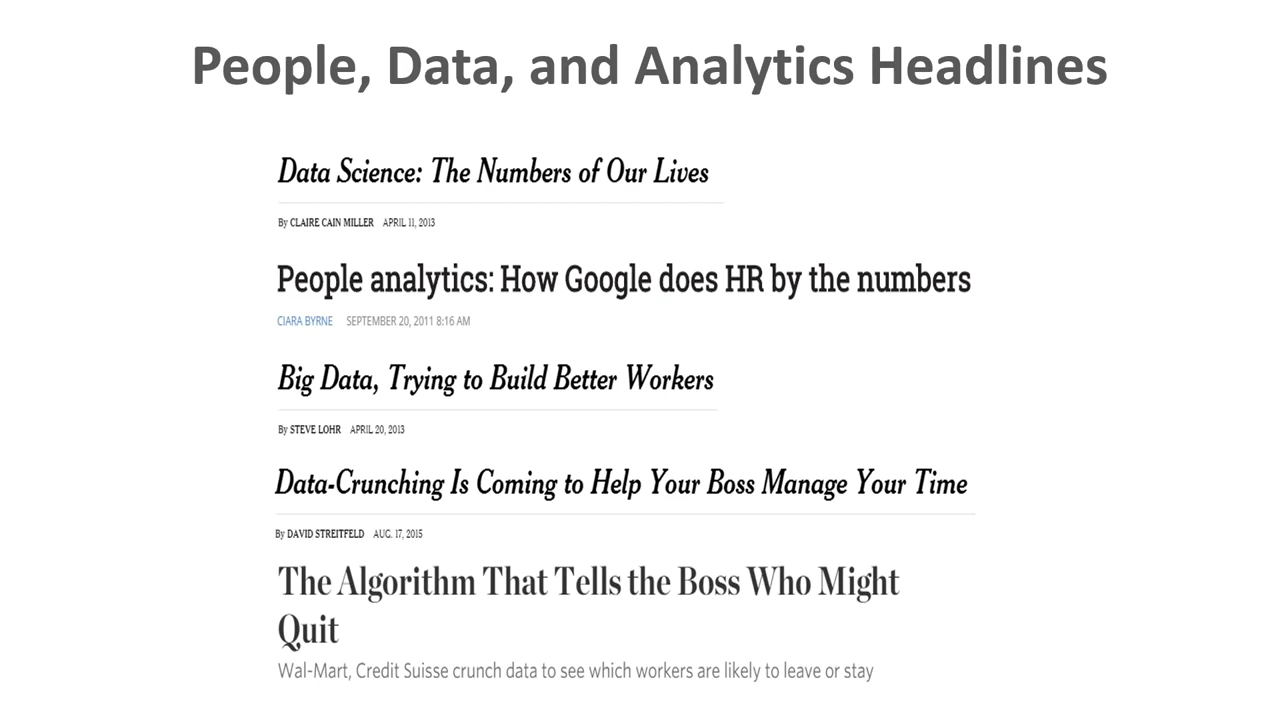 People, Data, and Analytics Headlines
Data Science: The Numbers of Our Lives
By CLAIRE CAIN MILLER APRIL 11, 2013
People analytics: How Google does HR by the numbers
CIARA BYRNE SEPTEMBER 20, 2011 8:16 AM
Big Data, Trying to Build Better Workers
By STEVE LOHR APRIL 20, 2013
Data-Crunching Is Coming to Help Your Boss Manage Your Time
By DAVID STREITFELD AUG. 17, 2015
The Algorithm That Tells the Boss Who Might
Quit
Wal-Mart, Credit Suisse crunch data to see which workers are likely to leave or stay